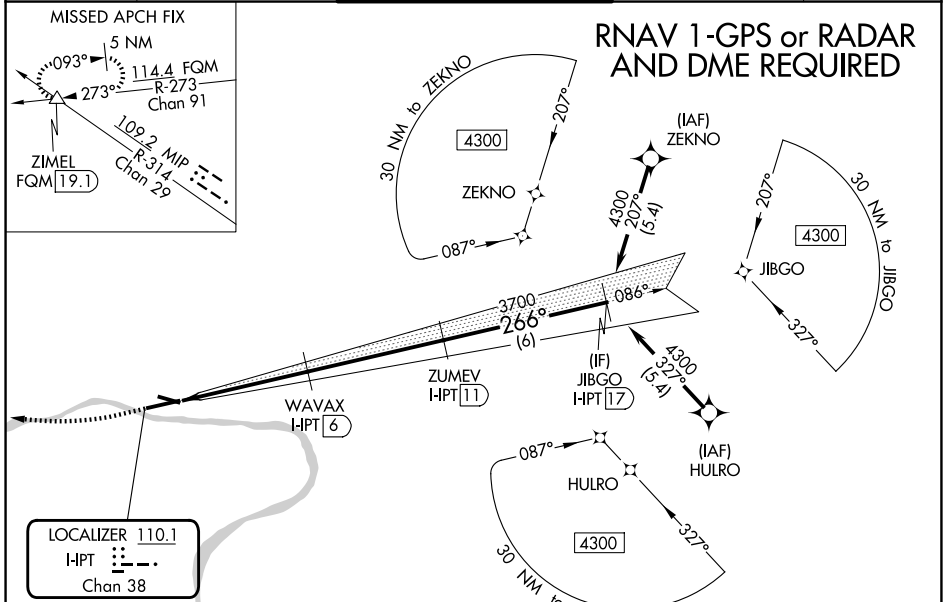 MISSED APCH FIX
5 NM
093°
273°
114.4 FQM
R-273
Chan 91
109.2 MIP
R-314
Chan 29
ZIMEL
FQM 19.1
RNAV 1-GPS or RADAR
AND DME REQUIRED
30 NM to ZEKNO
4300
207°
ZEKNO
087°
(IAF)
ZEKNO
4300
207°
(5.4)
207°
30 NM to JIBGO
4300
JIBGO
327°
3700
266°
(6)
086°
(IF)
JIBGO
I-IPT 17
ZUMEV
I-IPT 11
WAVAX
I-IPT 6
4300
327°
(5.4)
(IAF)
HULRO
087°
HULRO
327°
4300
30 NM to
LOCALIZER 110.1
I-IPT
Chan 38